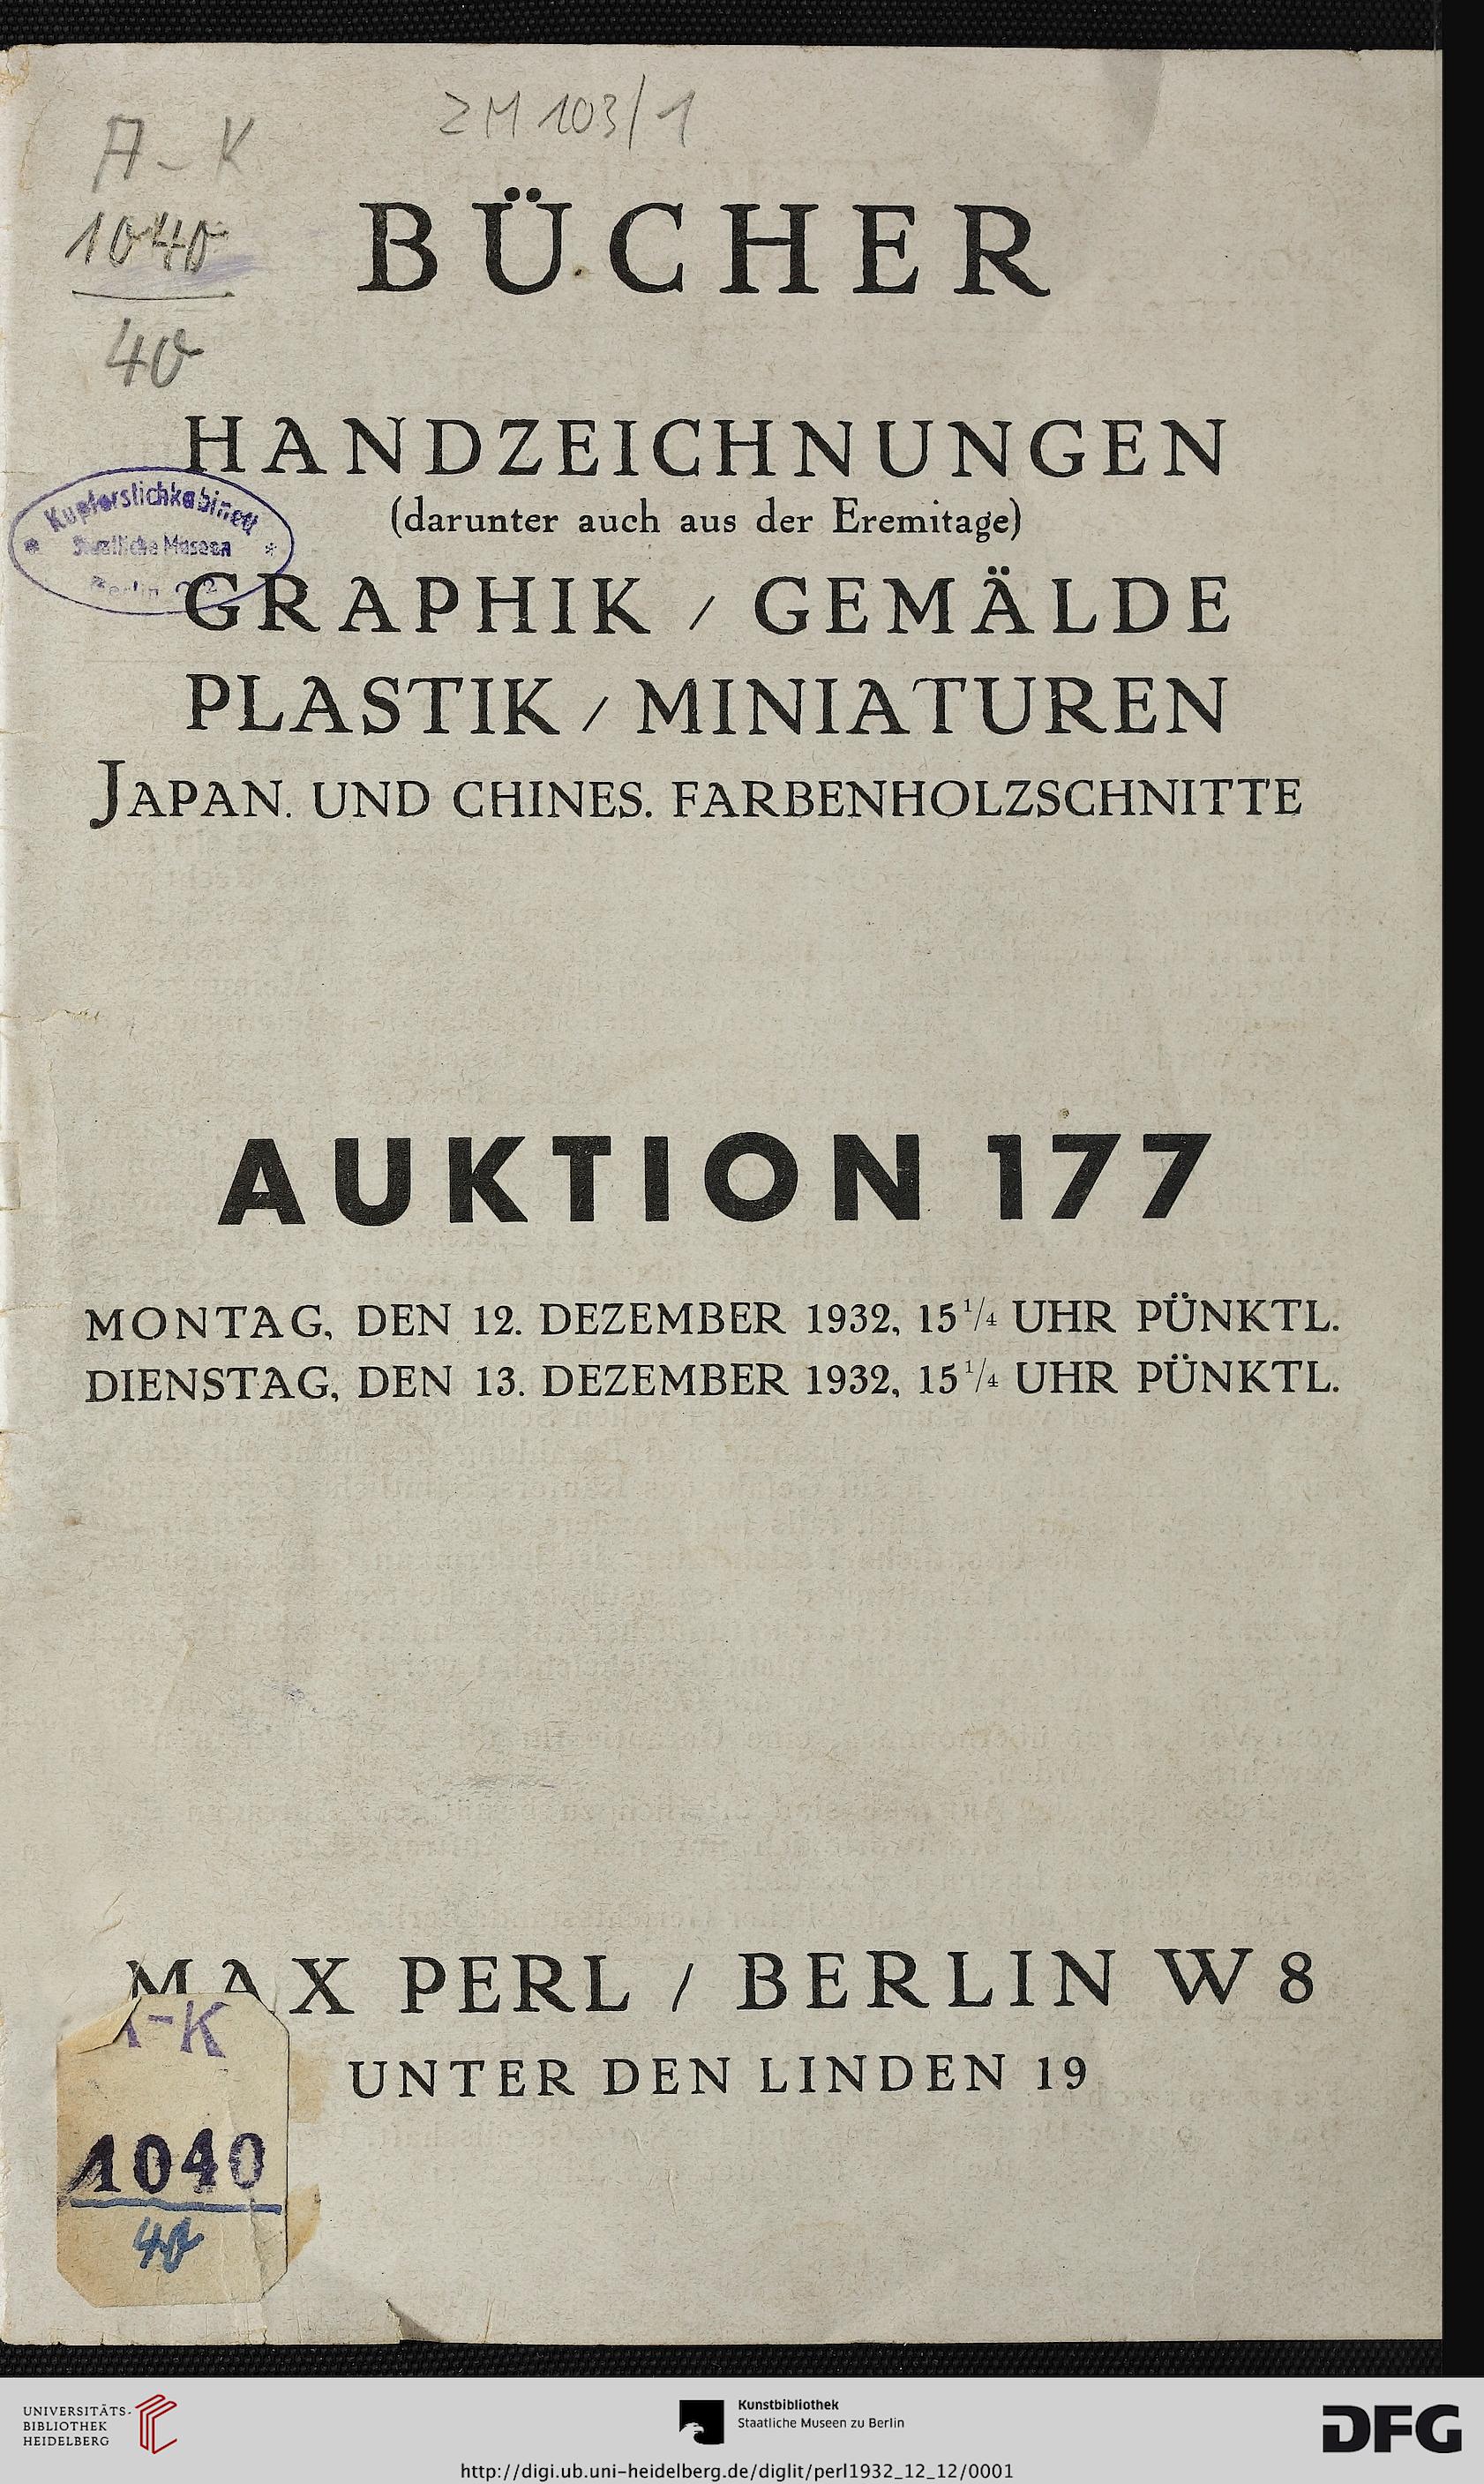 ZM 103/1
A-K
1040
40
BÜCHER
HANDZEICHNUNGEN
(darunter auch aus der Eremitage)
Kupferstichkabinett
Staatliche Museen
Berlin
GRAPHIK / GEMÄLDE
PLASTIK / MINIATUREN
JAPAN. UND CHINES. FARBENHOLZSCHNITTE
AUKTION 177
MONTAG, DEN 12. DEZEMBER 1932, 15 1/4 UHR PÜNKTL.
DIENSTAG, DEN 13. DEZEMBER 1932, 15 1/4 UHR PÜNKTL.
MAX PERL / BERLIN W 8
UNTER DEN LINDEN 19
A-K
1040
40
UNIVERSITÄTS-
BIBLIOTHEK
HEIDELBERG
Kunstbibliothek
Staatliche Museen zu Berlin
DFG
http://digi.ub.uni-heidelberg.de/diglit/perl1932_12_12/0001